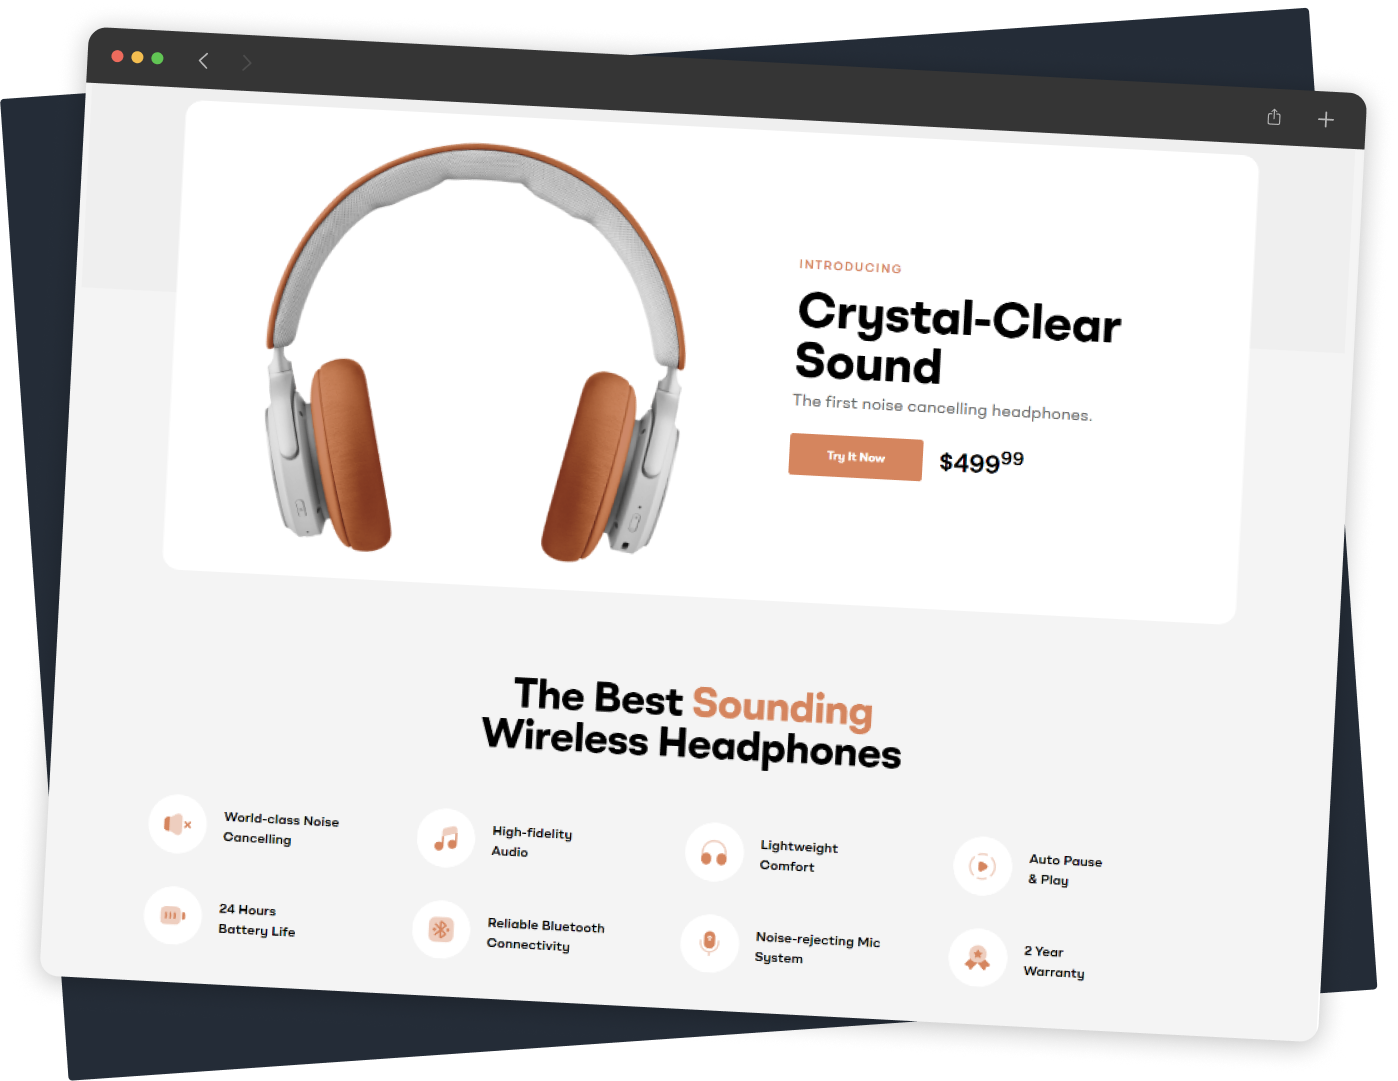 INTRODUCING
Crystal-Clear
Sound
The first noise cancelling headphones.
Try It Now
$499⁹⁹
The Best Sounding
Wireless Headphones
World-class Noise
Cancelling
High-fidelity
Audio
Lightweight
Comfort
Auto Pause
& Play
24 Hours
Battery Life
Reliable Bluetooth
Connectivity
Noise-rejecting Mic
System
2 Year
Warranty